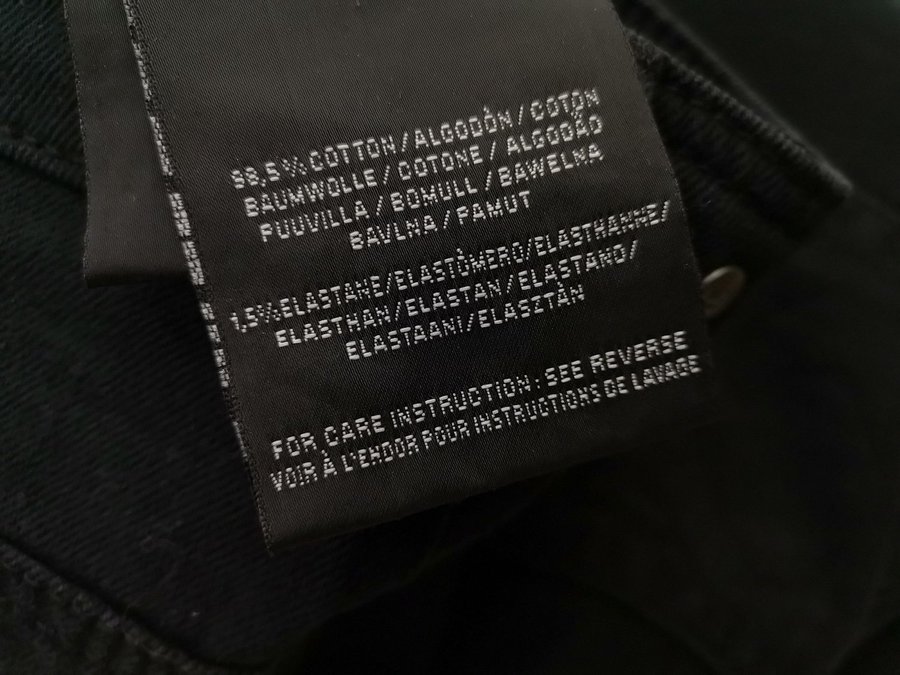 98,5% COTTON/ALGODÓN/COTON
BAUMWOLLE/COTONE/ALGODÃO
PUUVILLA/BOMULL/BAWELNA
BAVLNA/PAMUT
1,5% ELASTANE/ELASTÒMERO/ELASTHANNE/
ELASTHAN/ELASTAN/ELASTANO/
ELASTAANI/ELASZTÁN
FOR CARE INSTRUCTION: SEE REVERSE
VOIR À L'ENDOR POUR INSTRUCTIONS DE LAVAGE